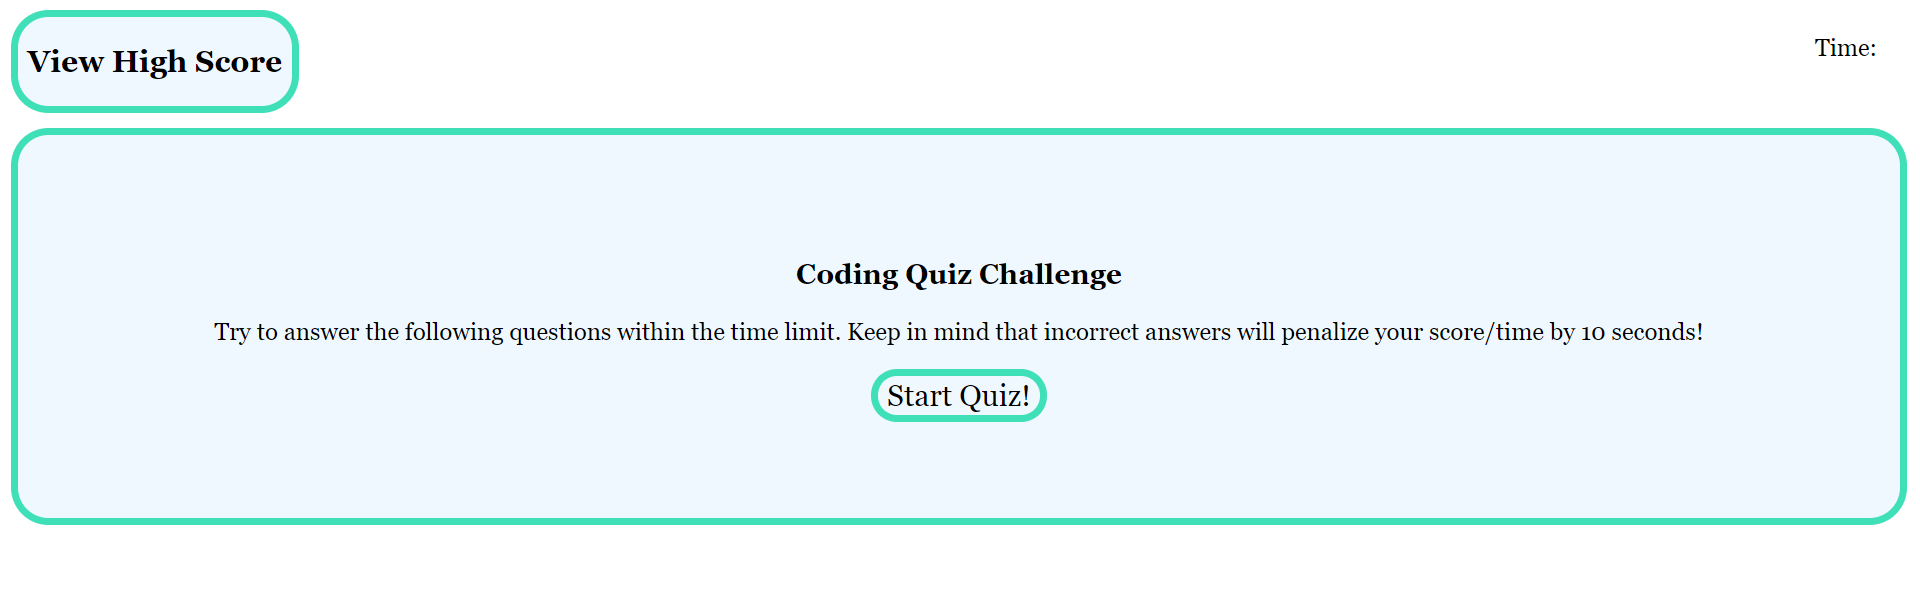 View High Score
Time:
Coding Quiz Challenge
Try to answer the following questions within the time limit. Keep in mind that incorrect answers will penalize your score/time by 10 seconds!
Start Quiz!